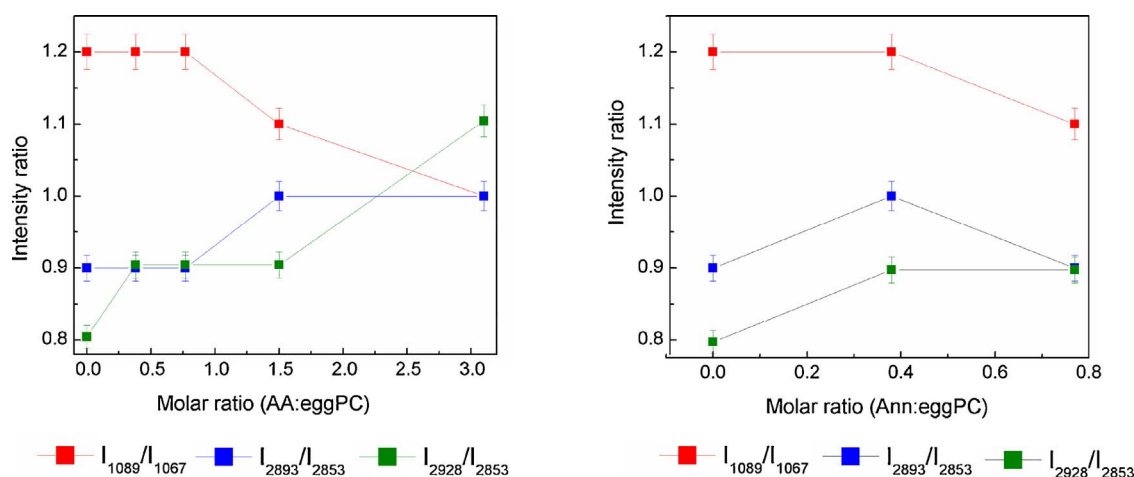 Intensity ratio
1.2
1.1
1.0
0.9
0.8
0.0 0.5 1.0 1.5 2.0 2.5 3.0
Molar ratio (AA:eggPC)
I1089/I1067 I2893/I2853 I2928/I2853
Intensity ratio
1.2
1.1
1.0
0.9
0.8
0.0 0.2 0.4 0.6 0.8
Molar ratio (Ann:eggPC)
I1089/I1067 I2893/I2853 I2928/I2853